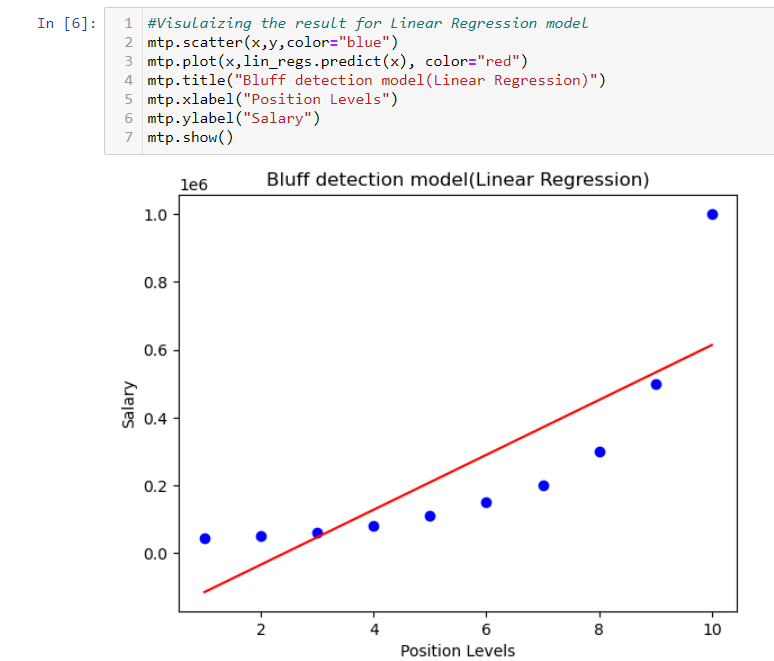 In [6]:
1 #Visulaizing the result for Linear Regression model
2 mtp.scatter(x,y,color="blue")
3 mtp.plot(x,lin_regs.predict(x), color="red")
4 mtp.title("Bluff detection model(Linear Regression)")
5 mtp.xlabel("Position Levels")
6 mtp.ylabel("Salary")
7 mtp.show()
Bluff detection model(Linear Regression)
1e6
1.0
0.8
0.6
0.4
0.2
0.0
Salary
2 4 6 8 10
Position Levels